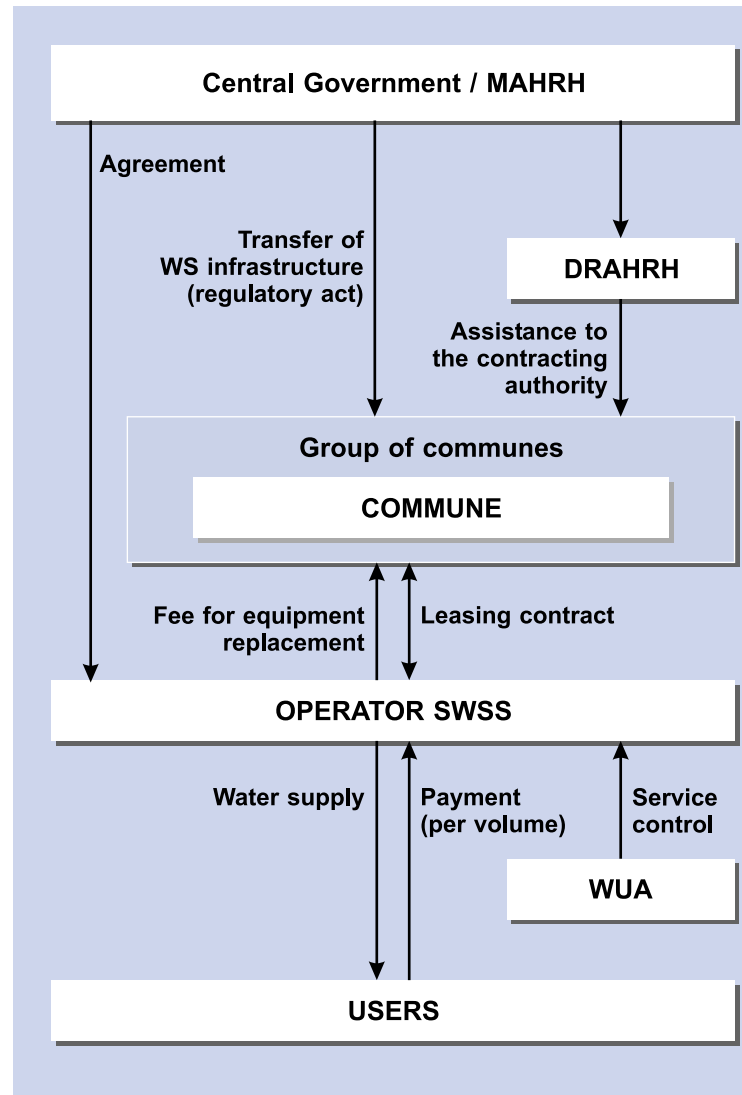 Central Government / MAHRH
Agreement
Transfer of
WS infrastructure
(regulatory act)
DRAHRH
Assistance to
the contracting
authority
Group of communes
COMMUNE
Fee for equipment
replacement
Leasing contract
OPERATOR SWSS
Water supply
Payment
(per volume)
Service
control
WUA
USERS